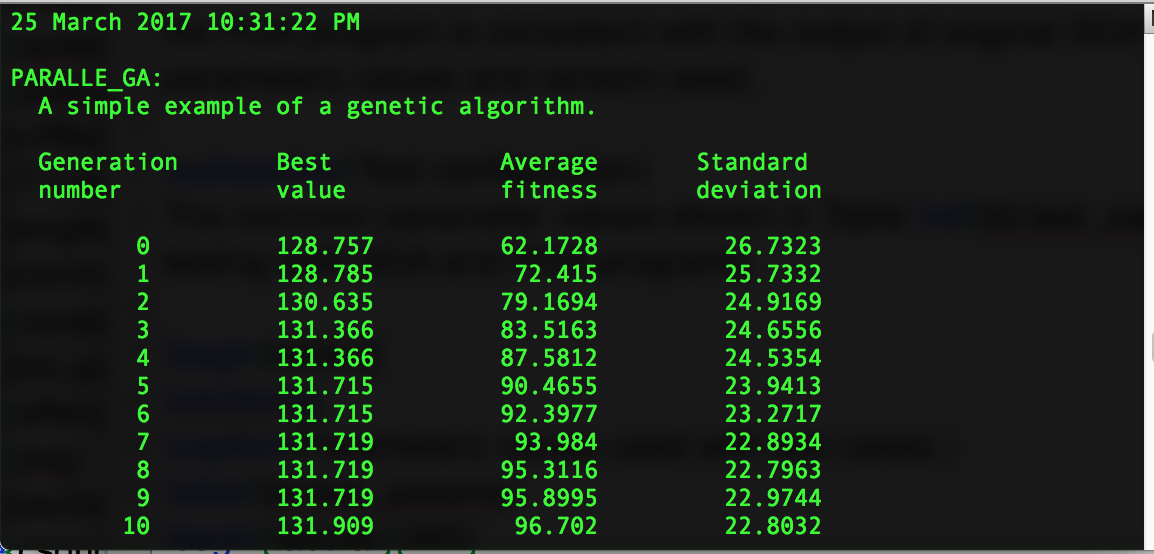 25 March 2017 10:31:22 PM
PARALLE_GA:
A simple example of a genetic algorithm.
Generation Best Average Standard
number value fitness deviation
0 128.757 62.1728 26.7323
1 128.785 72.415 25.7332
2 130.635 79.1694 24.9169
3 131.366 83.5163 24.6556
4 131.366 87.5812 24.5354
5 131.715 90.4655 23.9413
6 131.715 92.3977 23.2717
7 131.719 93.984 22.8934
8 131.719 95.3116 22.7963
9 131.719 95.8995 22.9744
10 131.909 96.702 22.8032